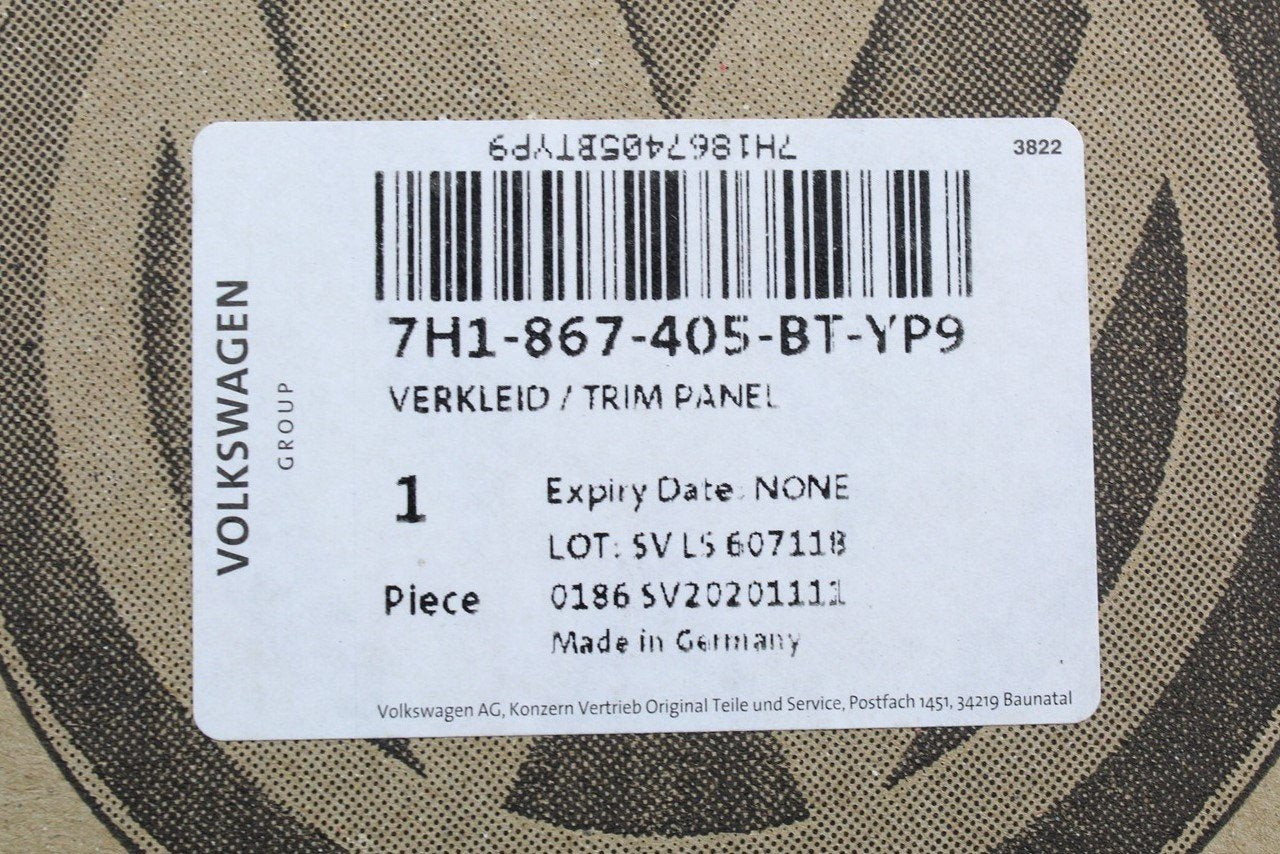 7H1867405BTYP9
3822
7H1-867-405-BT-YP9
VERKLEID / TRIM PANEL
1
Piece
Expiry Date: NONE
LOT: SV LS 607118
0186 SV20201111
Made in Germany
VOLKSWAGEN
GROUP
Volkswagen AG, Konzern Vertrieb Original Teile und Service, Postfach 1451, 34219 Baunatal